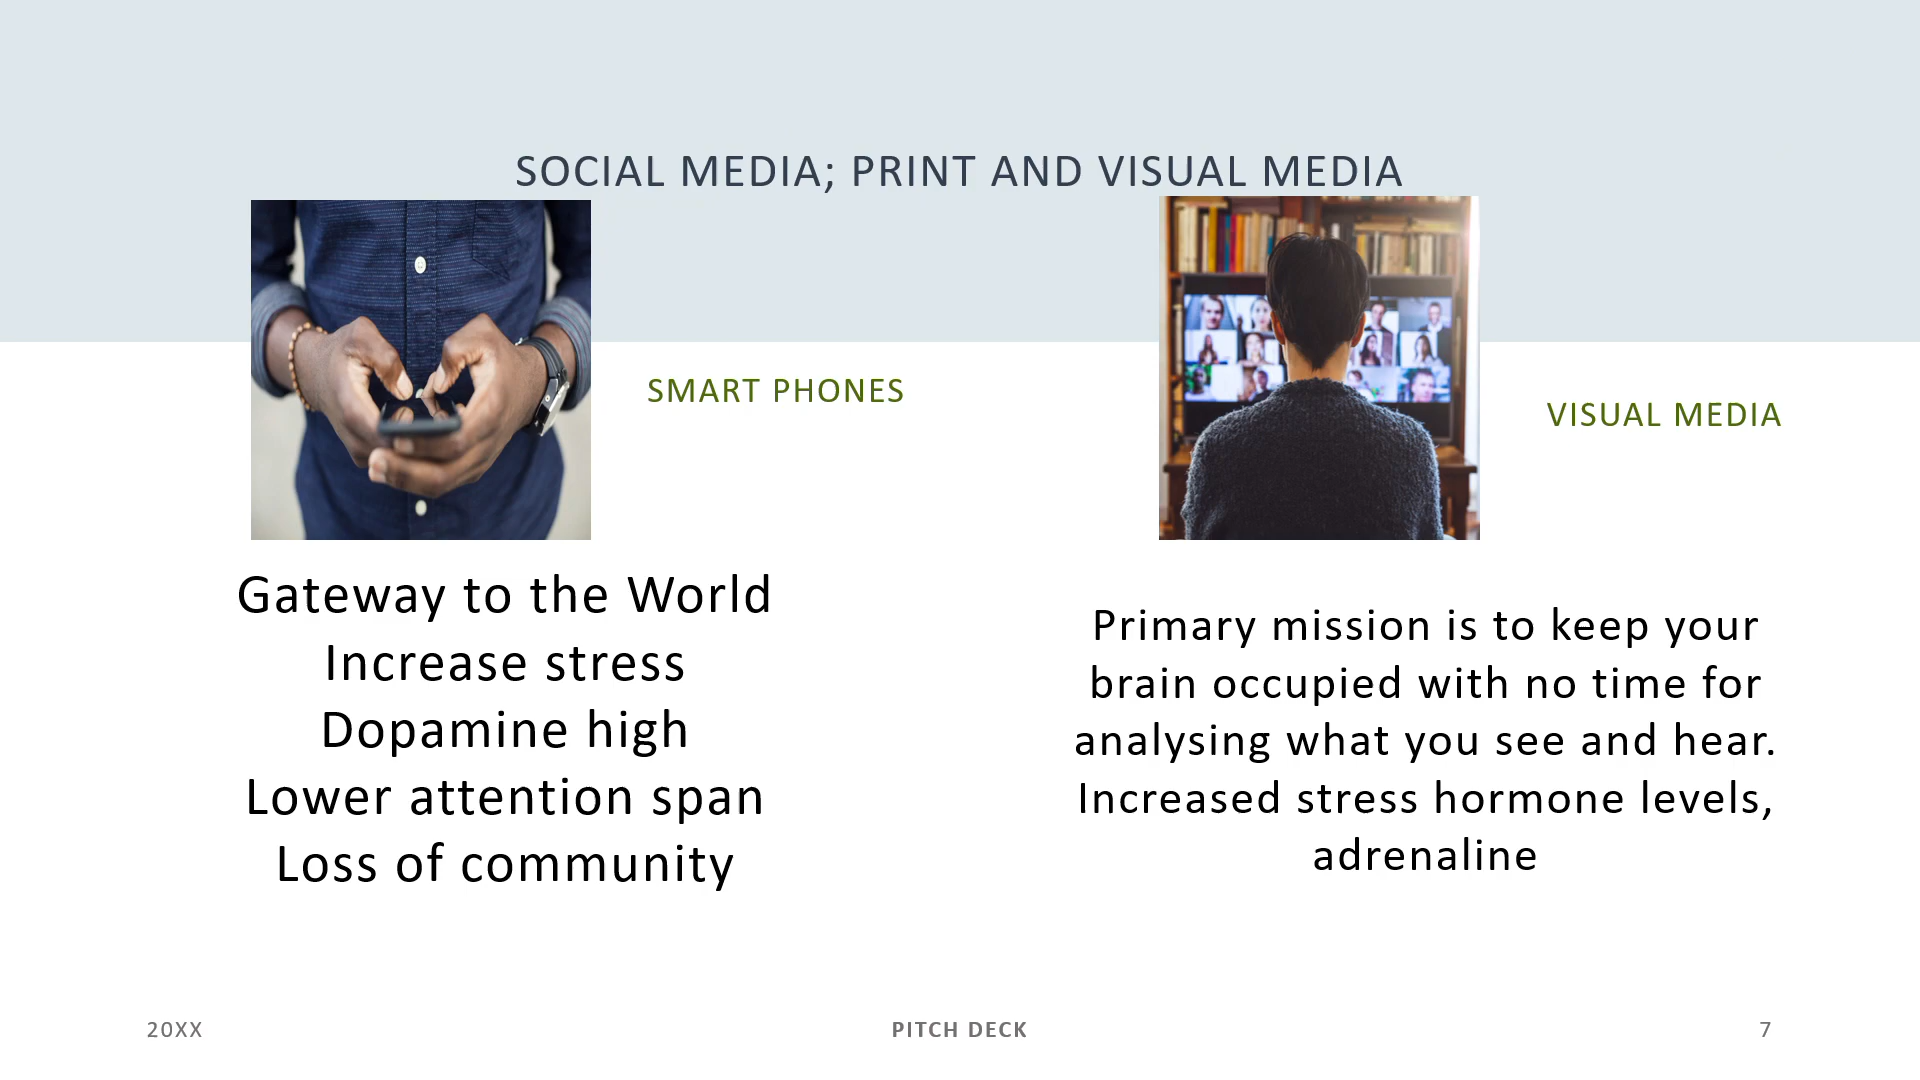 SOCIAL MEDIA; PRINT AND VISUAL MEDIA
SMART PHONES
Gateway to the World
Increase stress
Dopamine high
Lower attention span
Loss of community
VISUAL MEDIA
Primary mission is to keep your
brain occupied with no time for
analysing what you see and hear.
Increased stress hormone levels,
adrenaline
20XX
PITCH DECK
7